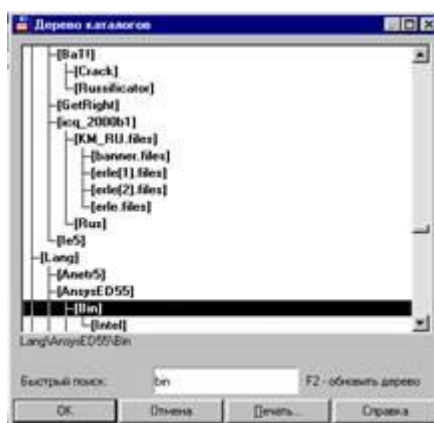 Дерево каталогов
[BaTf]
[Crack]
[Russificator]
[GetRight]
[icq_2000b1]
[KM_RU.files]
[banner.files]
[erle[1].files]
[erle[2].files]
[erle.files]
[Rus]
[Ie5]
[Lang]
[Anetr5]
[AnsysED55]
[Bin]
[Intel]
Lang\AnsysED55\Bin
Быстрый поиск: bin F2 - обновить дерево
OK Отмена Печать... Справка